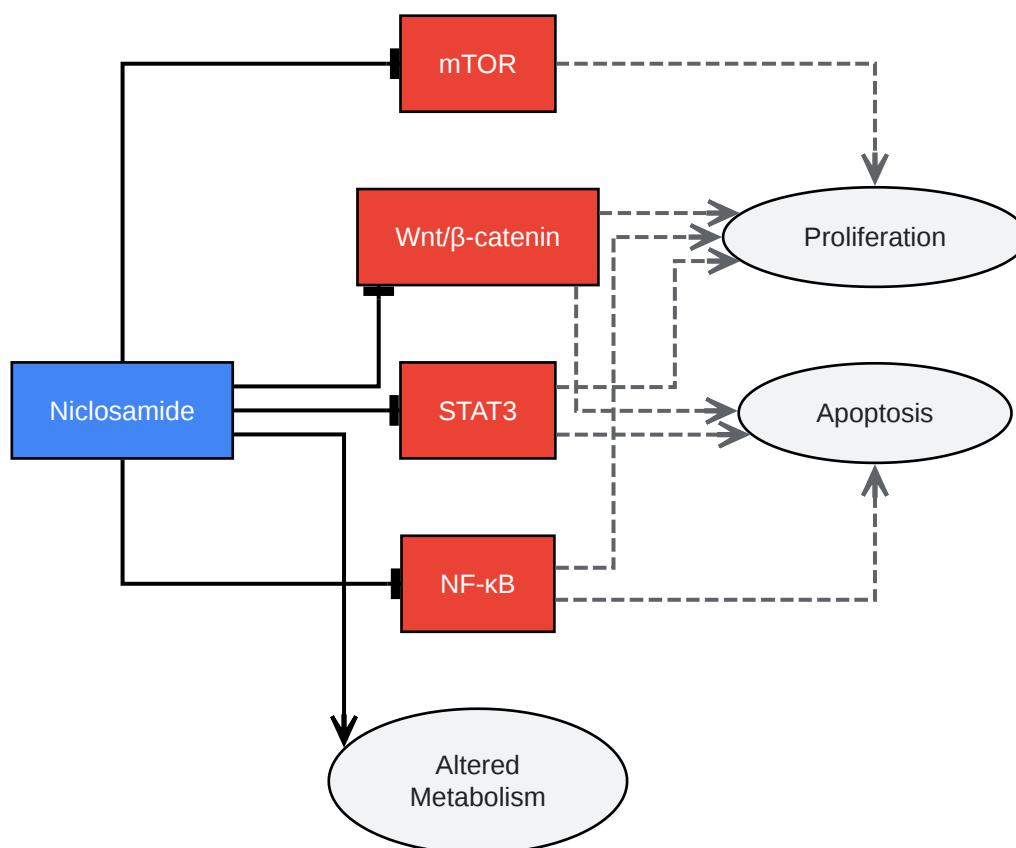 mTOR
Wnt/β-catenin
Proliferation
Niclosamide
STAT3
Apoptosis
NF-κB
Altered
Metabolism